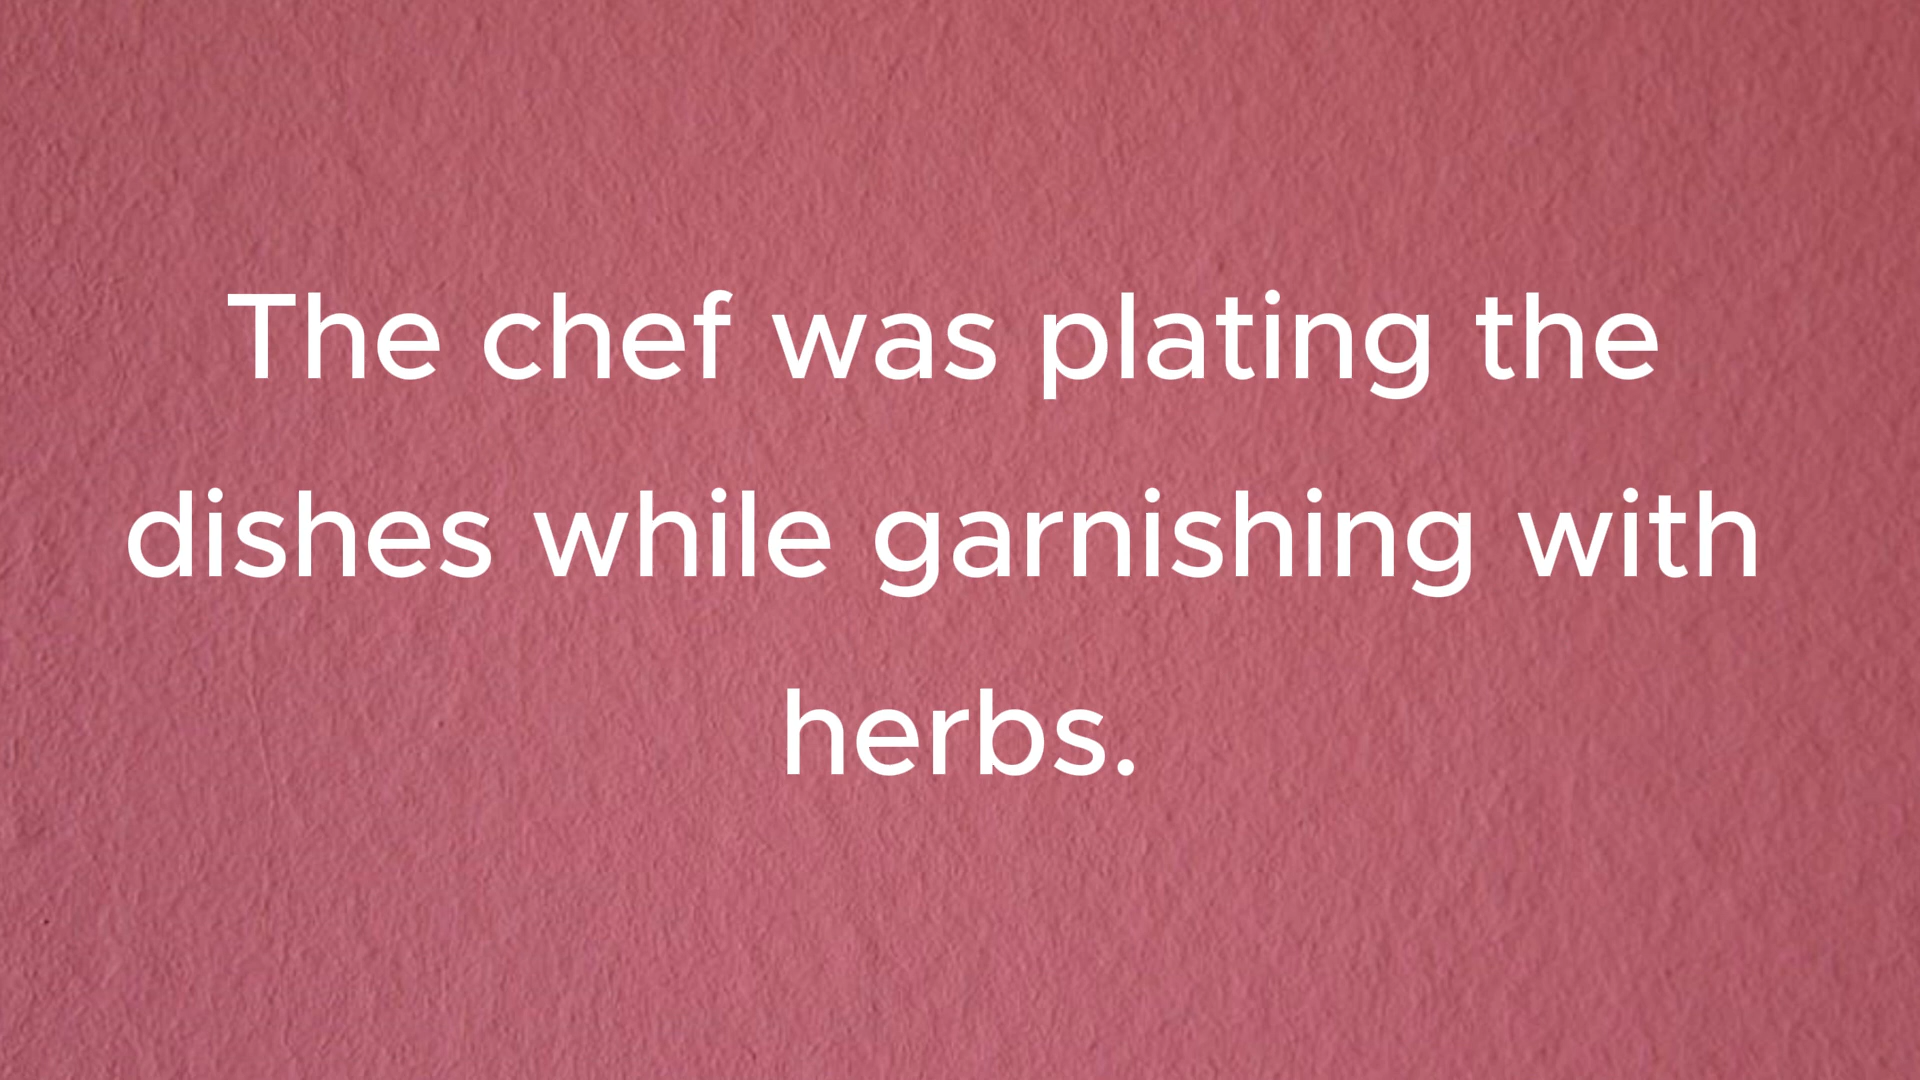 The chef was plating the
dishes while garnishing with
herbs.